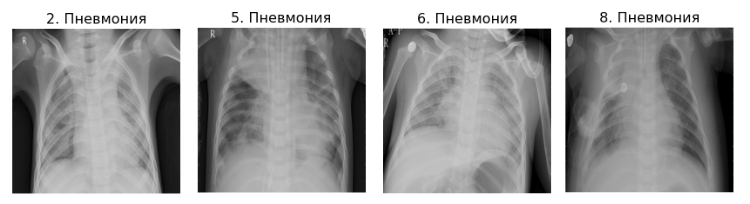 2. Пневмония
5. Пневмония
6. Пневмония
8. Пневмония
R
R
A P
R